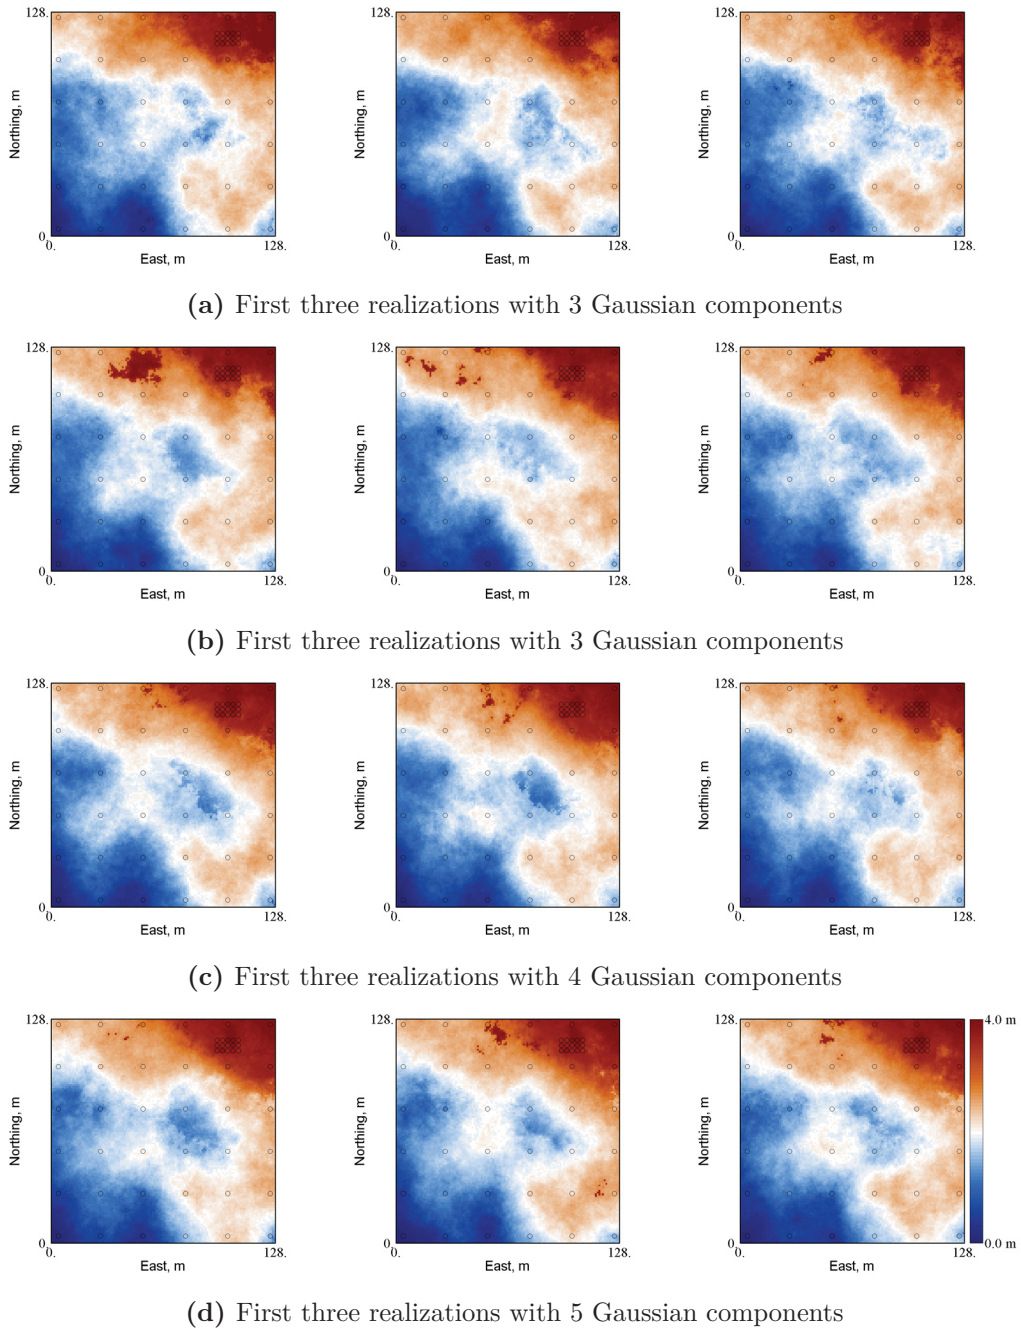 128. 128. 128.
Northing, m Northing, m Northing, m
0 0 0
0. 128. 0. 128. 0. 128.
East, m East, m East, m
(a) First three realizations with 3 Gaussian components
128. 128. 128.
Northing, m Northing, m Northing, m
0 0 0
0. 128. 0. 128. 0. 128.
East, m East, m East, m
(b) First three realizations with 3 Gaussian components
128. 128. 128.
Northing, m Northing, m Northing, m
0 0 0
0. 128. 0. 128. 0. 128.
East, m East, m East, m
(c) First three realizations with 4 Gaussian components
128. 128. 128. 4.0 m
Northing, m Northing, m Northing, m
0 0 0 0.0 m
0. 128. 0. 128. 0. 128.
East, m East, m East, m
(d) First three realizations with 5 Gaussian components